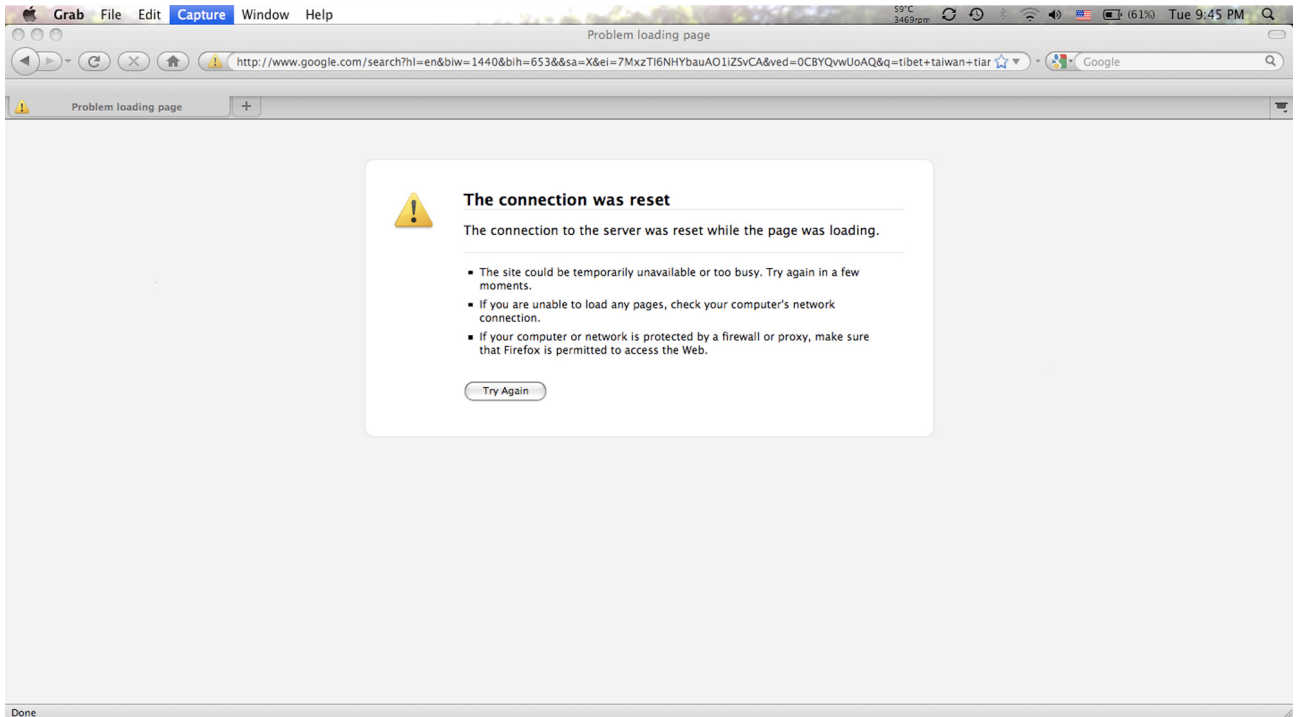 Grab File Edit Capture Window Help
59°C
3469rpm
(61%) Tue 9:45 PM
Problem loading page
http://www.google.com/search?hl=en&biw=1440&bih=653&&sa=X&ei=7MxzTI6NHYbauAO1iZSvCA&ved=0CBYQvwUoAQ&q=tibet+taiwan+tiar
Google
Problem loading page
The connection was reset
The connection to the server was reset while the page was loading.
The site could be temporarily unavailable or too busy. Try again in a few
moments.
If you are unable to load any pages, check your computer's network
connection.
If your computer or network is protected by a firewall or proxy, make sure
that Firefox is permitted to access the Web.
Try Again
Done